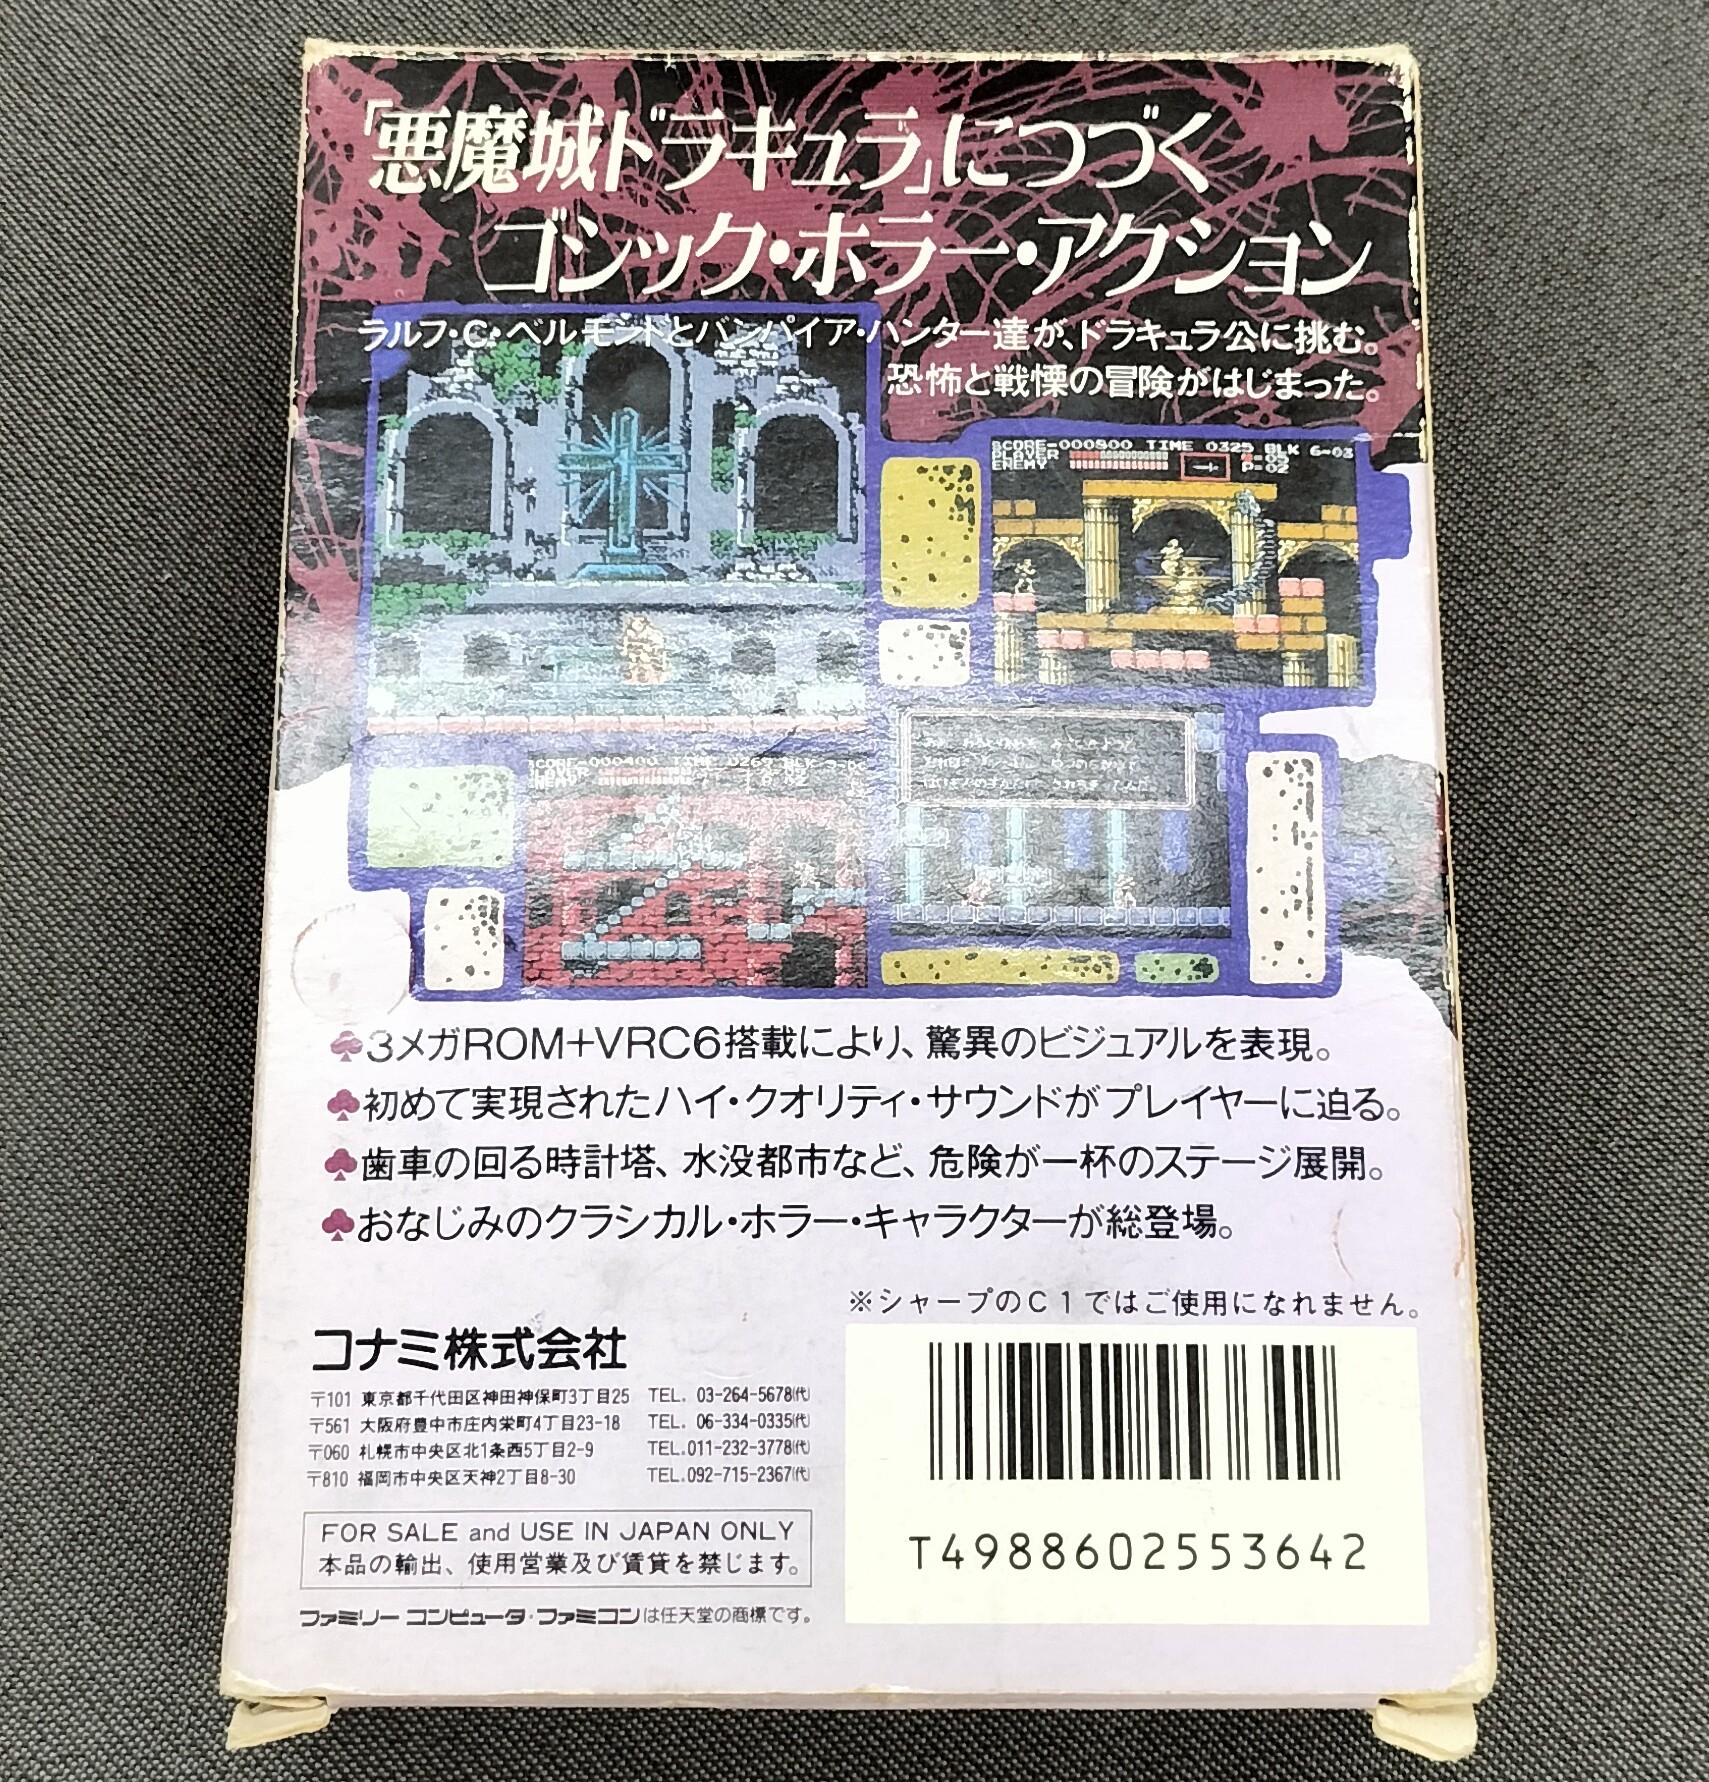 「悪魔城ドラキュラ」につづく
ゴシック・ホラー・アクション
ラルフ・C・ベルモンドとバンパイア・ハンター達が、ドラキュラ公に挑む。
恐怖と戦慄の冒険がはじまった。
SCORE-000800 TIME 0325 BLK 6-03
PLAYER
ENEMY P=02
SCORE-000400 TIME 0269 BLK
ENEMY
♣3メガROM+VRC6搭載により、驚異のビジュアルを表現。
♣初めて実現されたハイ・クオリティ・サウンドがプレイヤーに迫る。
♣歯車の回る時計塔、水没都市など、危険が一杯のステージ展開。
♣おなじみのクラシカル・ホラー・キャラクターが総登場。
※シャープのC1ではご使用になれません。
コナミ株式会社
〒101 東京都千代田区神田神保町3丁目25 TEL. 03-264-5678(代)
〒561 大阪府豊中市庄内栄町4丁目23-18 TEL. 06-334-0335(代)
〒060 札幌市中央区北1条西5丁目2-9 TEL.011-232-3778(代)
〒810 福岡市中央区天神2丁目8-30 TEL.092-715-2367(代)
FOR SALE and USE IN JAPAN ONLY
本品の輸出、使用営業及び賃貸を禁じます。
ファミリーコンピュータ・ファミコンは任天堂の商標です。
T4988602553642